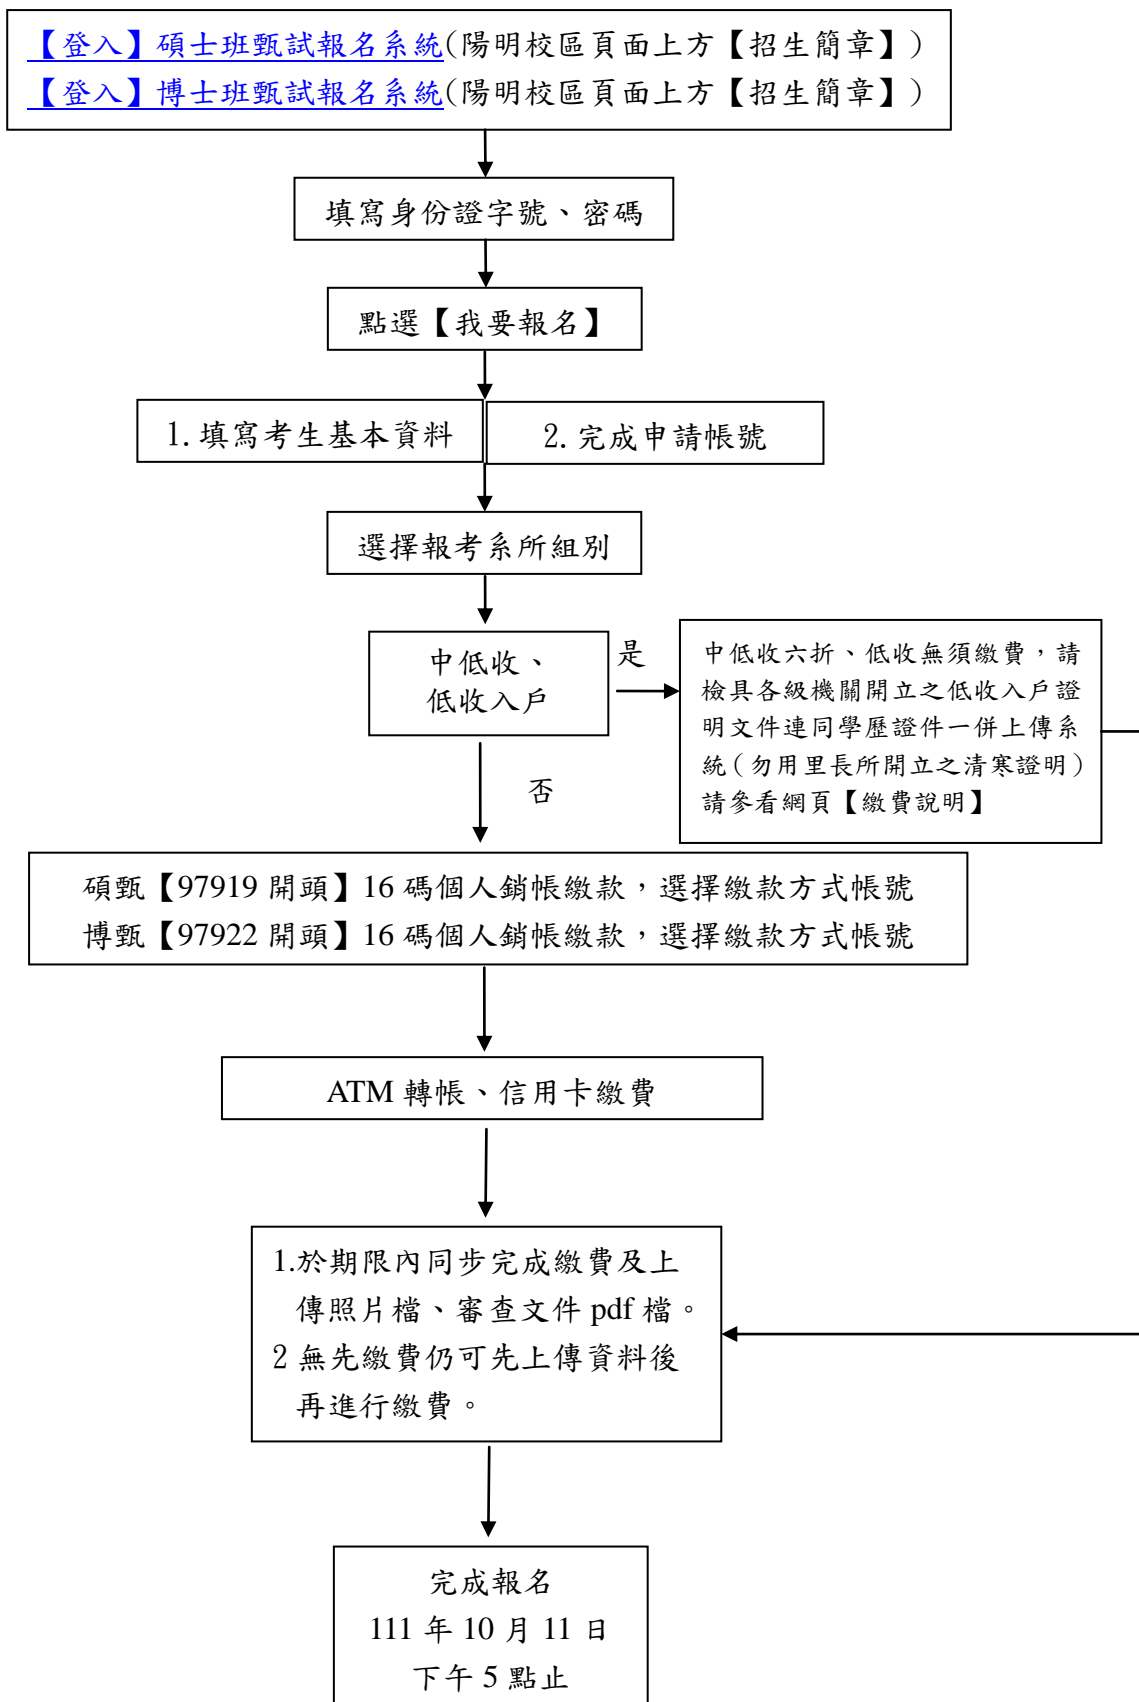 【登入】碩士班甄試報名系統(陽明校區頁面上方【招生簡章】)
【登入】博士班甄試報名系統(陽明校區頁面上方【招生簡章】)
填寫身份證字號、密碼
點選【我要報名】
1.填寫考生基本資料
2.完成申請帳號
選擇報考系所組別
中低收、
低收入戶
是
中低收六折、低收無須繳費，請
檢具各級機關開立之低收入戶證
明文件連同學歷證件一併上傳系
統(勿用里長所開立之清寒證明)
請參看網頁【繳費說明】
否
碩甄【97919 開頭】16 碼個人銷帳繳款，選擇繳款方式帳號
博甄【97922 開頭】16 碼個人銷帳繳款，選擇繳款方式帳號
ATM 轉帳、信用卡繳費
1.於期限內同步完成繳費及上
傳照片檔、審查文件 pdf 檔。
2 無先繳費仍可先上傳資料後
再進行繳費。
完成報名
111 年 10 月 11 日
下午 5 點止